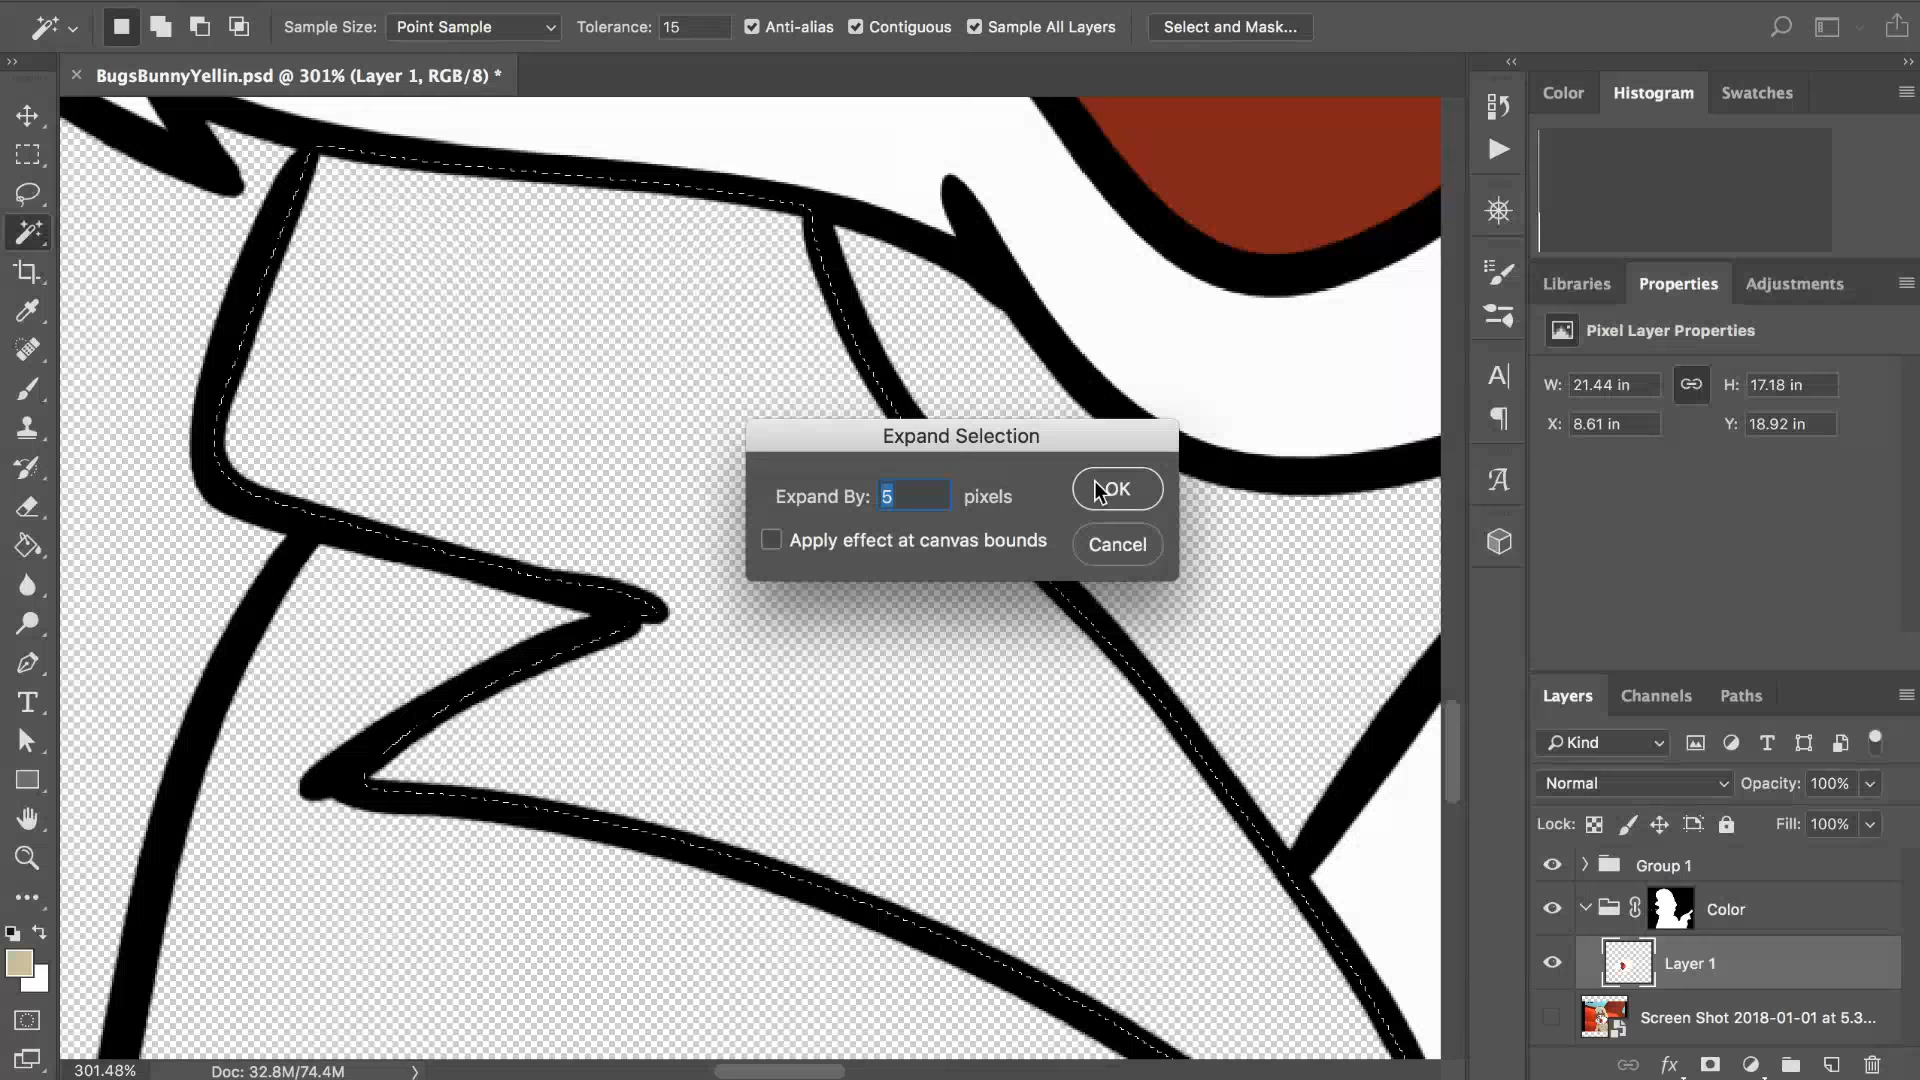 Sample Size: Point Sample Tolerance: 15 Anti-alias Contiguous Sample All Layers Select and Mask...
BugsBunnyYellin.psd @ 301% (Layer 1, RGB/8) *
Color Histogram Swatches
Libraries Properties Adjustments
Pixel Layer Properties
W: 21.44 in H: 17.18 in
X: 8.61 in Y: 18.92 in
Expand Selection
Expand By: 5 pixels OK
Apply effect at canvas bounds Cancel
Layers Channels Paths
Kind
Normal Opacity: 100%
Lock: Fill: 100%
Group 1
Color
Layer 1
Screen Shot 2018-01-01 at 5.3...
301.48% Doc: 32.8M/74.4M